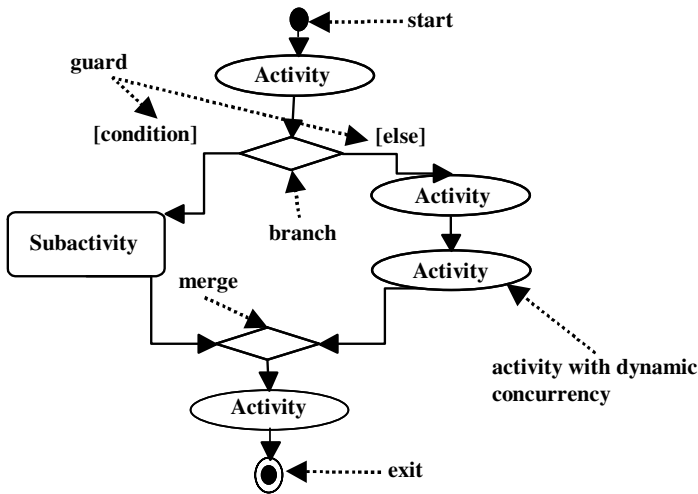 start
guard
Activity
[condition]
[else]
Activity
branch
Subactivity
Activity
merge
activity with dynamic
concurrency
Activity
exit